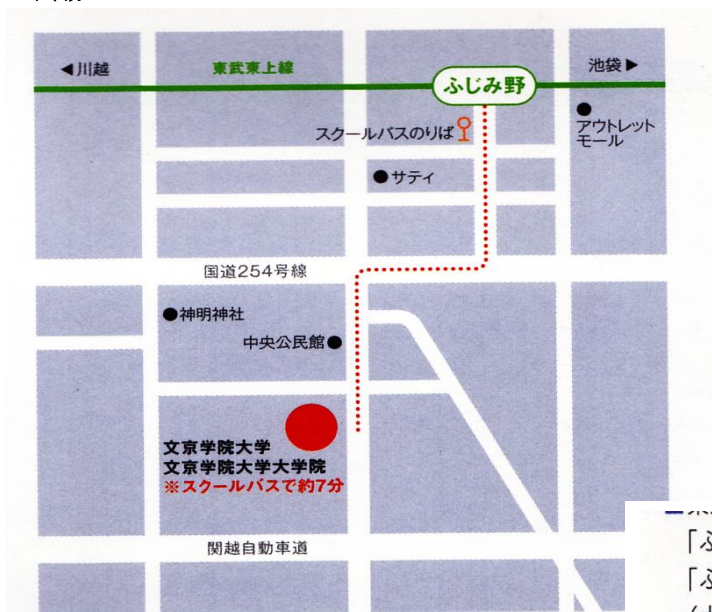 ◀川越
東武東上線
ふじみ野
池袋▶
スクールバスのりば
●アウトレット
モール
●サティ
国道254号線
●神明神社
中央公民館●
文京学院大学
文京学院大学大学院
※スクールバスで約7分
関越自動車道
「ふ
「ふ